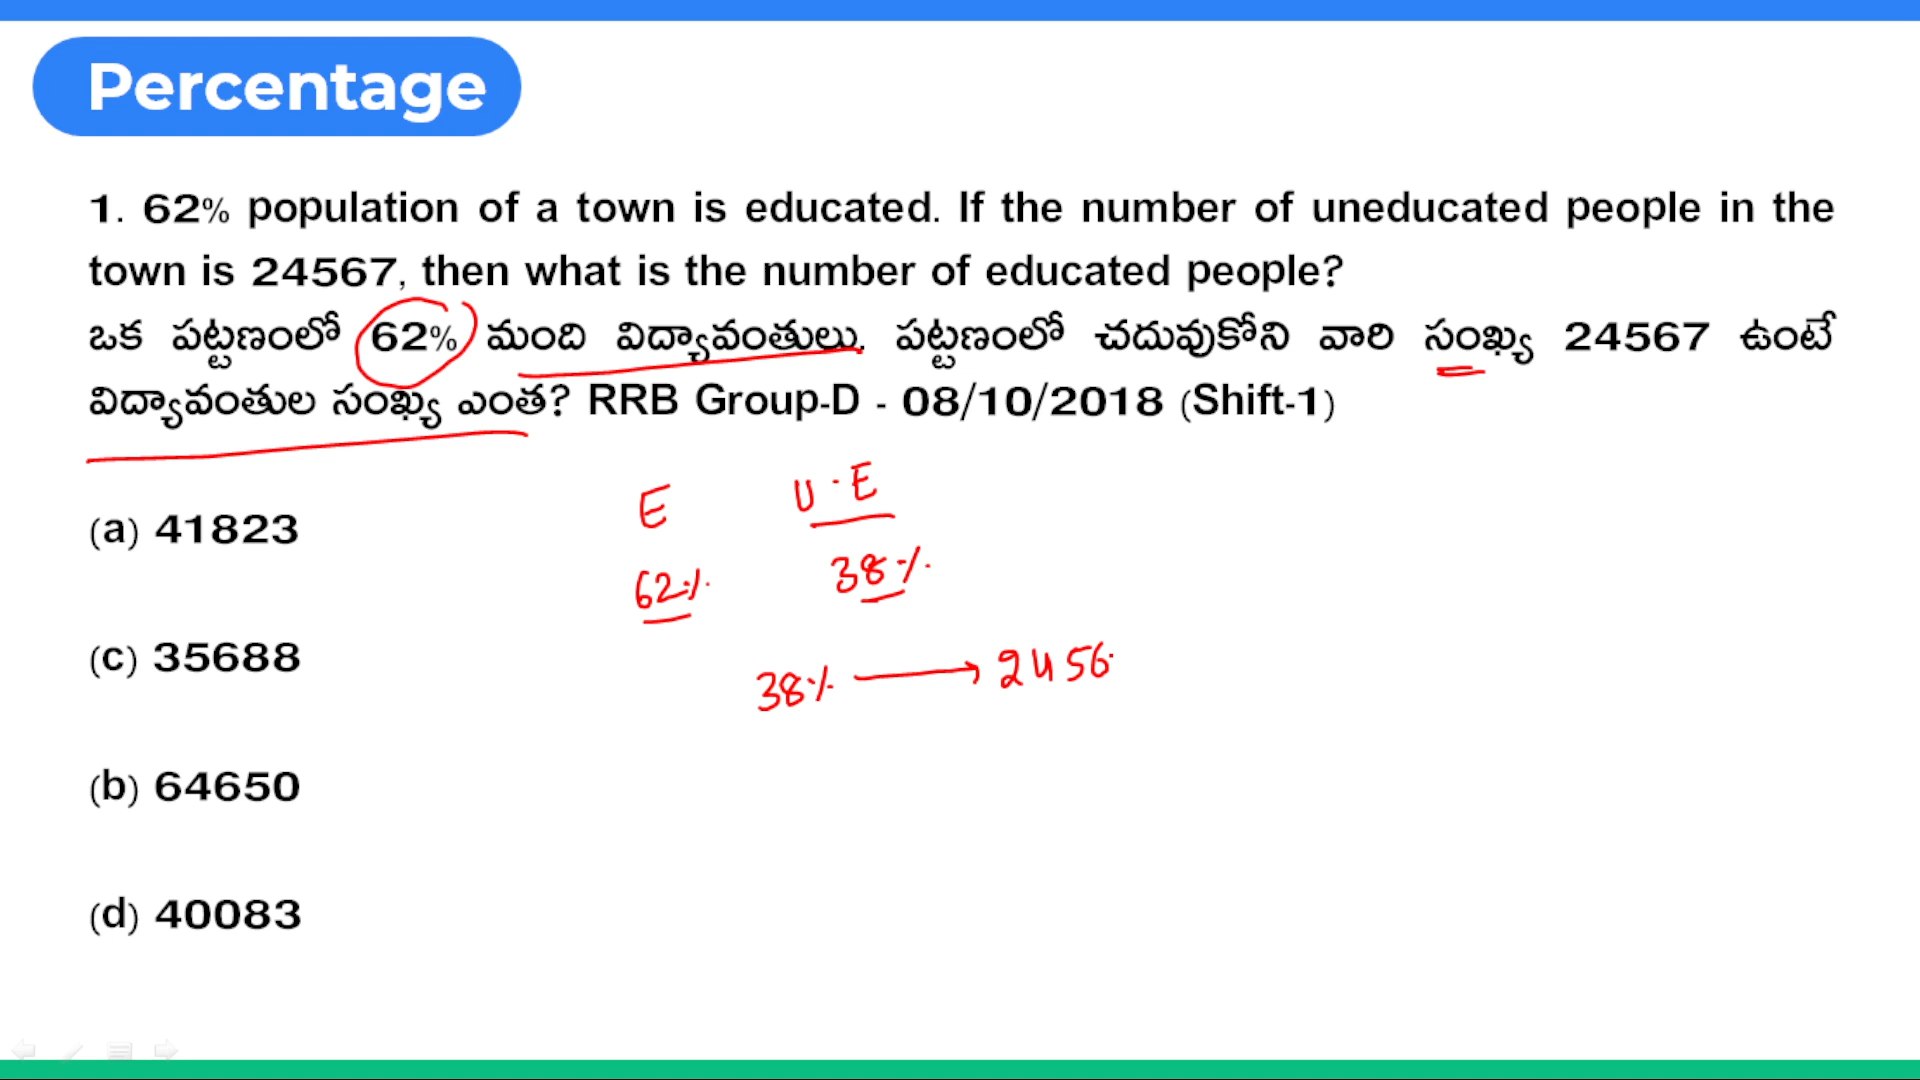 Percentage
1. 62% population of a town is educated. If the number of uneducated people in the
town is 24567, then what is the number of educated people?
ఒక పట్టణంలో 62% మంది విద్యావంతులు. పట్టణంలో చదువుకోని వారి సంఖ్య 24567 ఉంటే
విద్యావంతుల సంఖ్య ఎంత? RRB Group-D - 08/10/2018 (Shift-1)
E U.E
(a) 41823
62% 38%
(c) 35688
38% → 2456
(b) 64650
(d) 40083